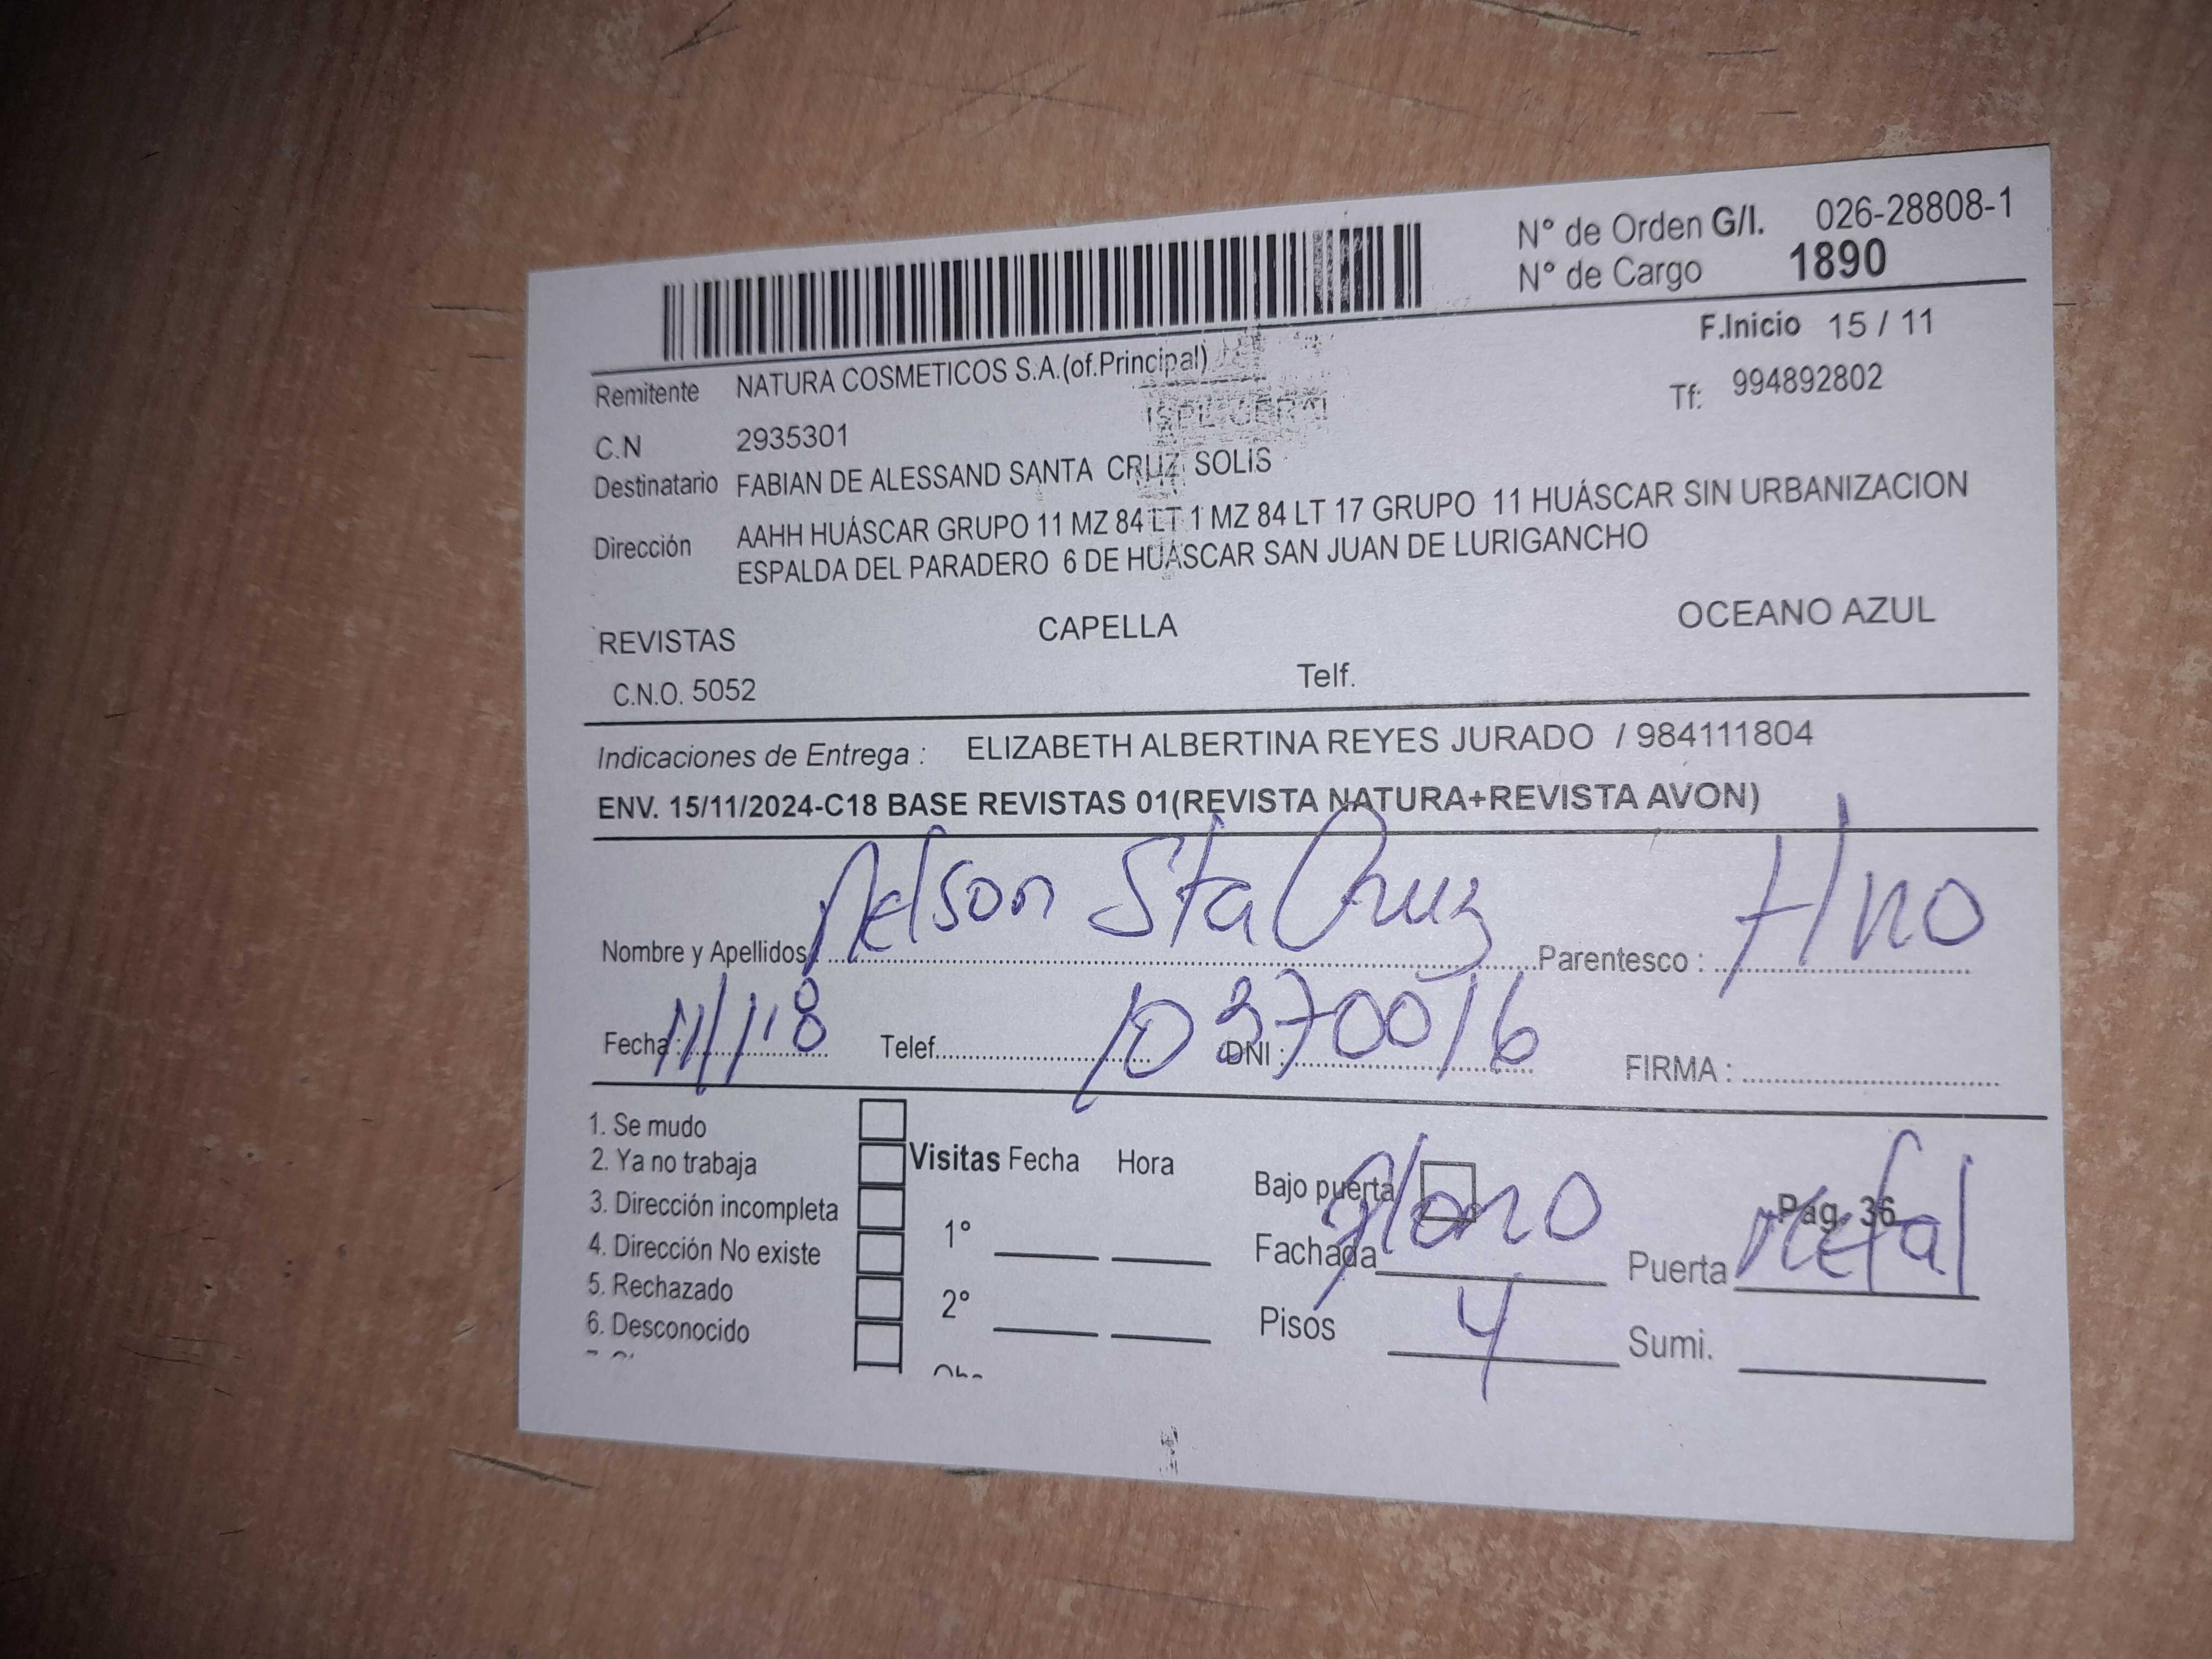 N° de Orden G/I. 026-28808-1
N° de Cargo 1890
F.Inicio 15 / 11
Remitente NATURA COSMETICOS S.A.(of.Principal)
Tf: 994892802
C.N 2935301
Destinatario FABIAN DE ALESSAND SANTA CRUZ SOLIS
Dirección AAHH HUÁSCAR GRUPO 11 MZ 84 LT 1 MZ 84 LT 17 GRUPO 11 HUÁSCAR SIN URBANIZACION
ESPALDA DEL PARADERO 6 DE HUÁSCAR SAN JUAN DE LURIGANCHO
REVISTAS CAPELLA OCEANO AZUL
C.N.O. 5052 Telf.
Indicaciones de Entrega : ELIZABETH ALBERTINA REYES JURADO / 984111804
ENV. 15/11/2024-C18 BASE REVISTAS 01(REVISTA NATURA+REVISTA AVON)
Nombre y Apellidos : Nelson Sta Cruz Parentesco : Hno
Fecha : 11/118 Telef. DNI : 10370016 FIRMA :
1. Se mudo
2. Ya no trabaja Visitas Fecha Hora
Bajo puerta Pag. 36
3. Dirección incompleta
1°
4. Dirección No existe Fachada Puerta Metal
5. Rechazado
2° Pisos 4 Sumi.
6. Desconocido